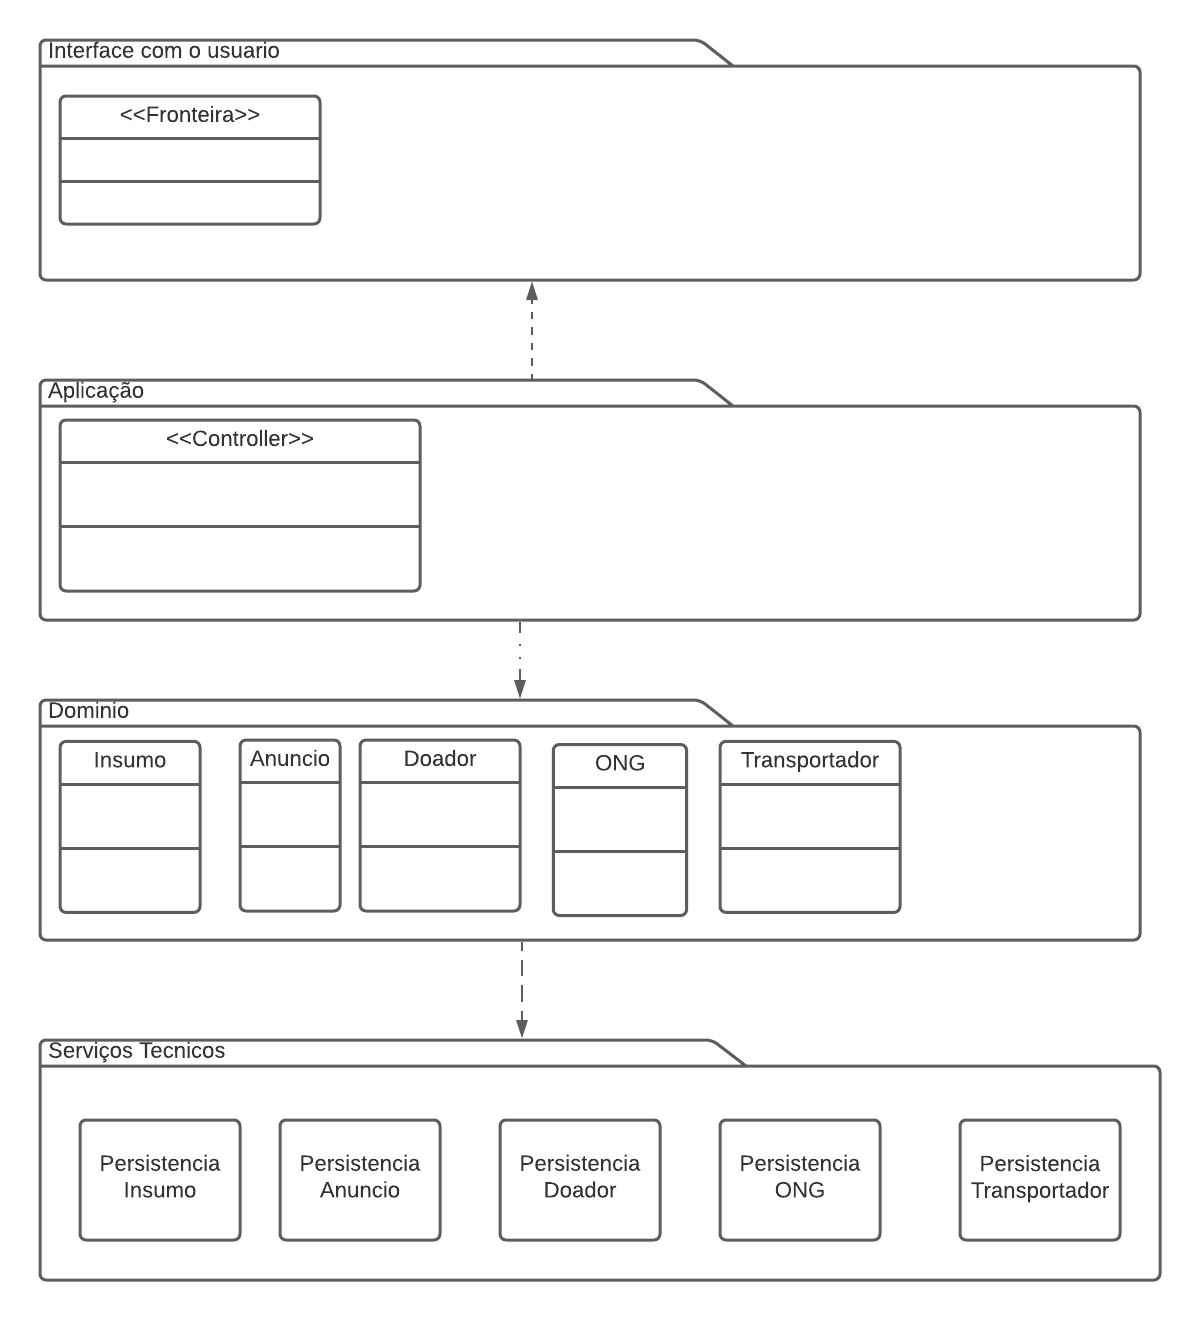 Interface com o usuario
<<Fronteira>>
Aplicação
<<Controller>>
Dominio
Insumo
Anuncio
Doador
ONG
Transportador
Serviços Tecnicos
Persistencia
Insumo
Persistencia
Anuncio
Persistencia
Doador
Persistencia
ONG
Persistencia
Transportador